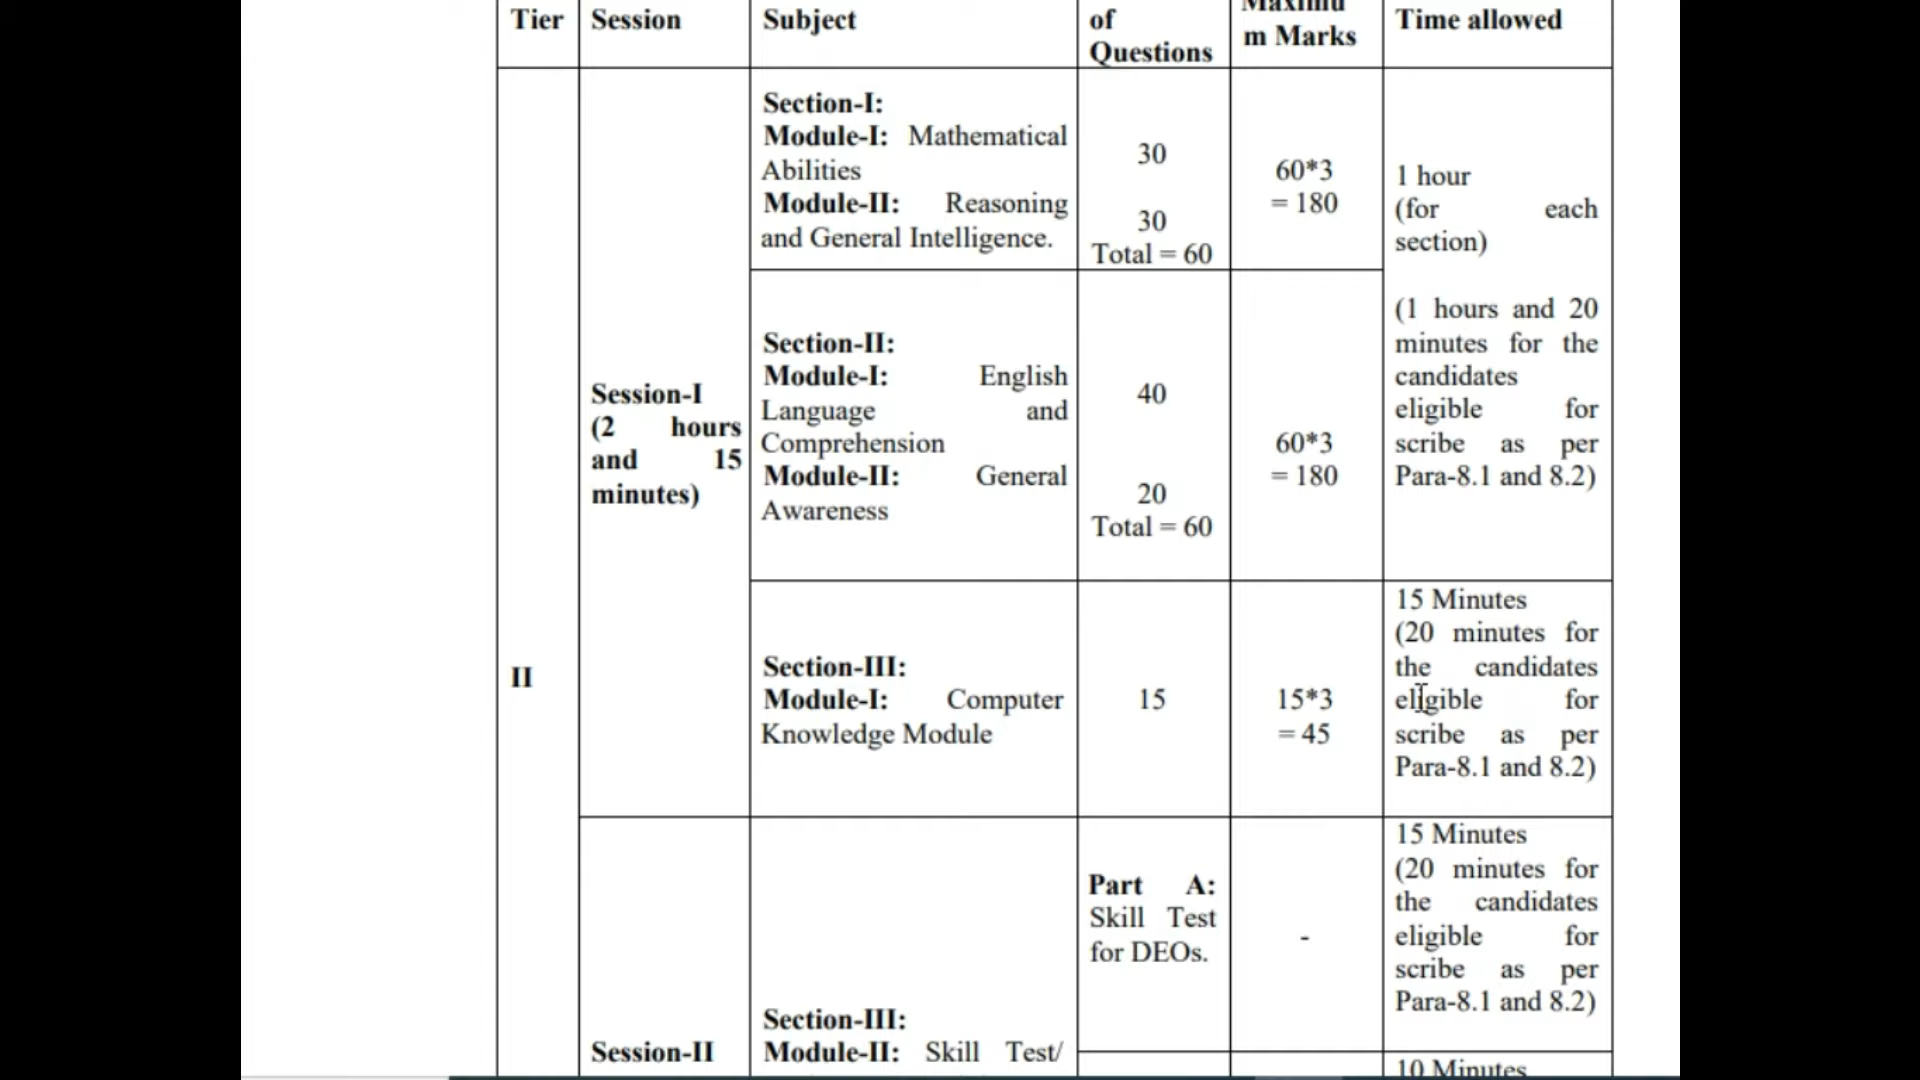 Tier
Session
Subject
of
Questions
Maximu
m Marks
Time allowed
II
Session-I
(2 hours
and 15
minutes)
Section-I:
Module-I: Mathematical
Abilities
Module-II: Reasoning
and General Intelligence.
30
30
Total = 60
60*3
= 180
1 hour
(for each
section)
(1 hours and 20
minutes for the
candidates
eligible for
scribe as per
Para-8.1 and 8.2)
Section-II:
Module-I: English
Language and
Comprehension
Module-II: General
Awareness
40
20
Total = 60
60*3
= 180
Section-III:
Module-I: Computer
Knowledge Module
15
15*3
= 45
15 Minutes
(20 minutes for
the candidates
eligible for
scribe as per
Para-8.1 and 8.2)
Session-II
Section-III:
Module-II: Skill Test/
Part A:
Skill Test
for DEOs.
-
15 Minutes
(20 minutes for
the candidates
eligible for
scribe as per
Para-8.1 and 8.2)
10 Minutes